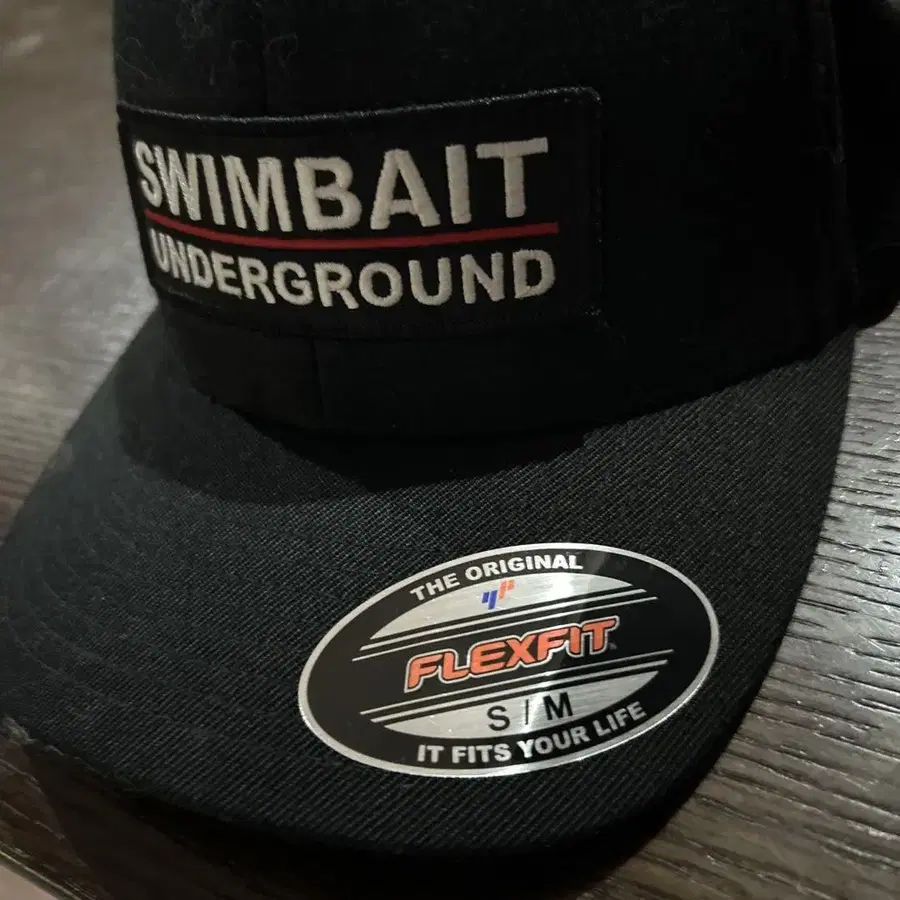 SWIMBAIT
UNDERGROUND
THE ORIGINAL
FLEXFIT
S / M
IT FITS YOUR LIFE